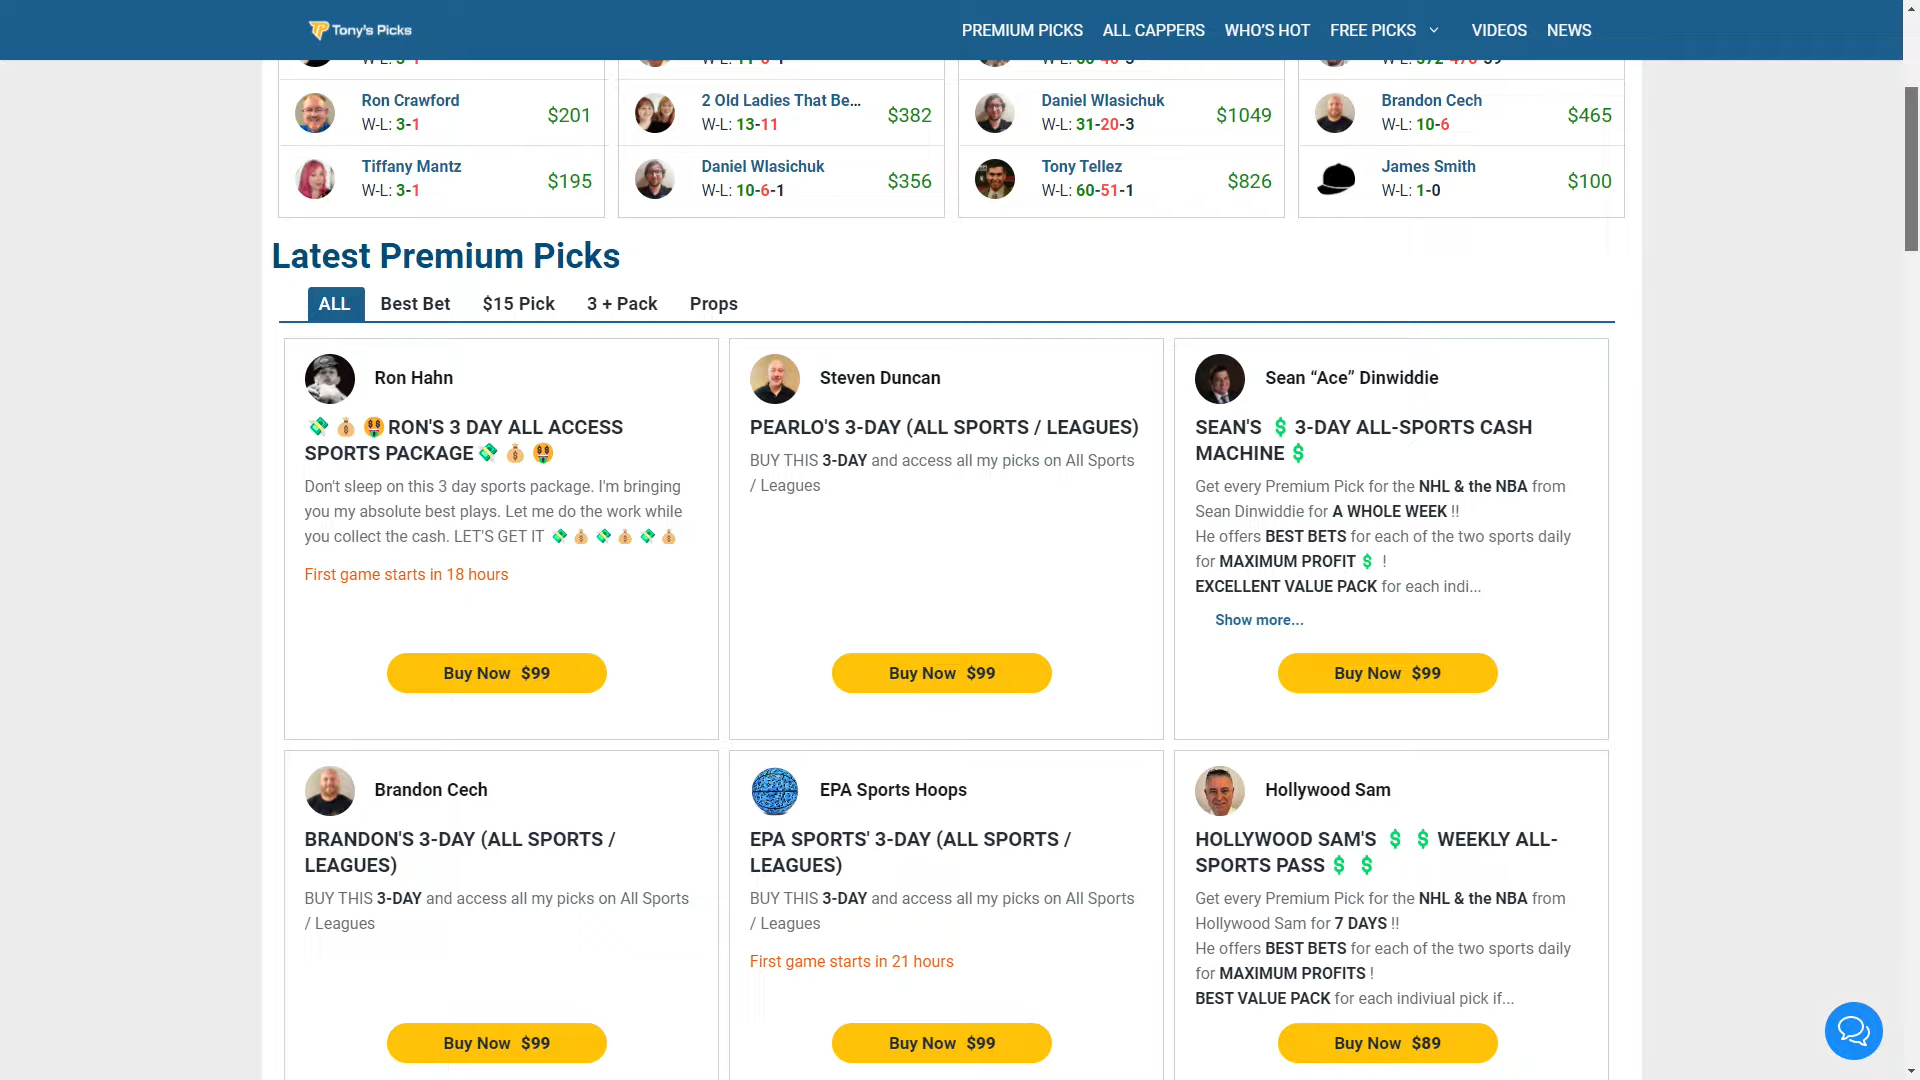 Tony's Picks
PREMIUM PICKS ALL CAPPERS WHO'S HOT FREE PICKS VIDEOS NEWS
Ron Crawford
W-L: 3-1
$201
2 Old Ladies That Be...
W-L: 13-11
$382
Daniel Wlasichuk
W-L: 31-20-3
$1049
Brandon Cech
W-L: 10-6
$465
Tiffany Mantz
W-L: 3-1
$195
Daniel Wlasichuk
W-L: 10-6-1
$356
Tony Tellez
W-L: 60-51-1
$826
James Smith
W-L: 1-0
$100
Latest Premium Picks
ALL Best Bet $15 Pick 3 + Pack Props
Ron Hahn
💸💰🤑RON'S 3 DAY ALL ACCESS
SPORTS PACKAGE💸💰🤑
Don't sleep on this 3 day sports package. I'm bringing
you my absolute best plays. Let me do the work while
you collect the cash. LET'S GET IT 💸💰💸💰💸💰
First game starts in 18 hours
Buy Now $99
Steven Duncan
PEARLO'S 3-DAY (ALL SPORTS / LEAGUES)
BUY THIS 3-DAY and access all my picks on All Sports
/ Leagues
Buy Now $99
Sean “Ace” Dinwiddie
SEAN'S 💲3-DAY ALL-SPORTS CASH
MACHINE💲
Get every Premium Pick for the NHL & the NBA from
Sean Dinwiddie for A WHOLE WEEK !!
He offers BEST BETS for each of the two sports daily
for MAXIMUM PROFIT 💲 !
EXCELLENT VALUE PACK for each indi...
Show more...
Buy Now $99
Brandon Cech
BRANDON'S 3-DAY (ALL SPORTS /
LEAGUES)
BUY THIS 3-DAY and access all my picks on All Sports
/ Leagues
Buy Now $99
EPA Sports Hoops
EPA SPORTS' 3-DAY (ALL SPORTS /
LEAGUES)
BUY THIS 3-DAY and access all my picks on All Sports
/ Leagues
First game starts in 21 hours
Buy Now $99
Hollywood Sam
HOLLYWOOD SAM'S 💲💲WEEKLY ALL-
SPORTS PASS💲💲
Get every Premium Pick for the NHL & the NBA from
Hollywood Sam for 7 DAYS !!
He offers BEST BETS for each of the two sports daily
for MAXIMUM PROFITS !
BEST VALUE PACK for each indiviual pick if...
Buy Now $89